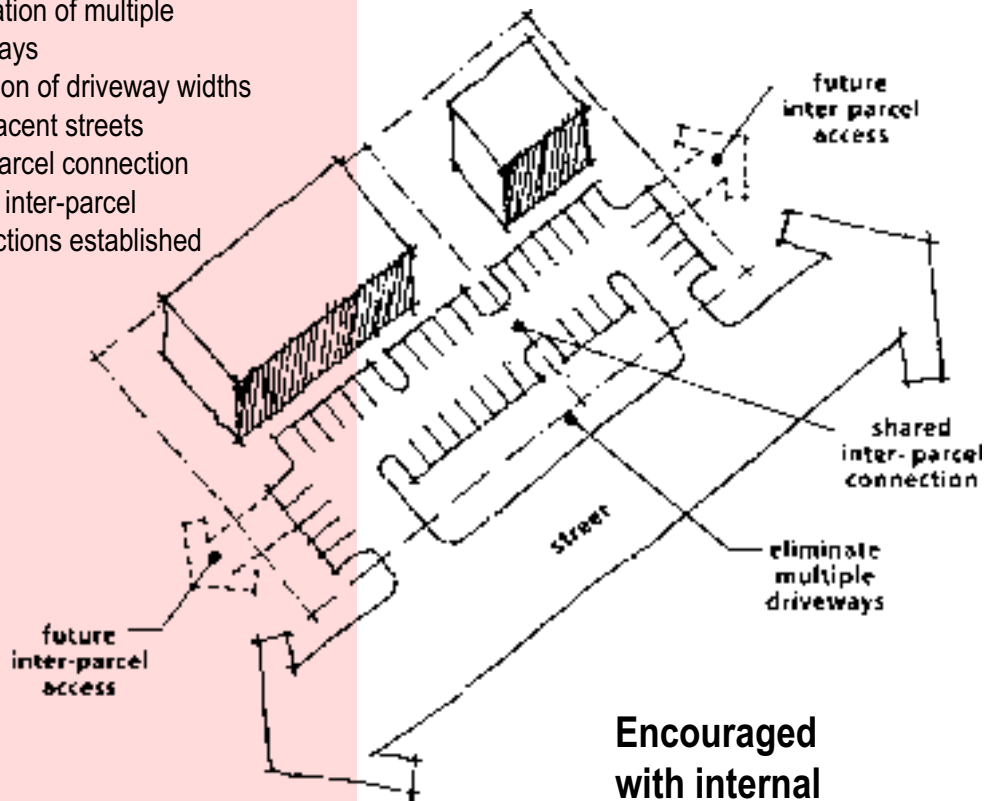 ation of multiple
ays
on of driveway widths
acent streets
parcel connection
inter-parcel
ctions established
future
inter parcel
access
shared
inter-parcel
connection
street
eliminate
multiple
driveways
future
inter-parcel
access
Encouraged
with internal